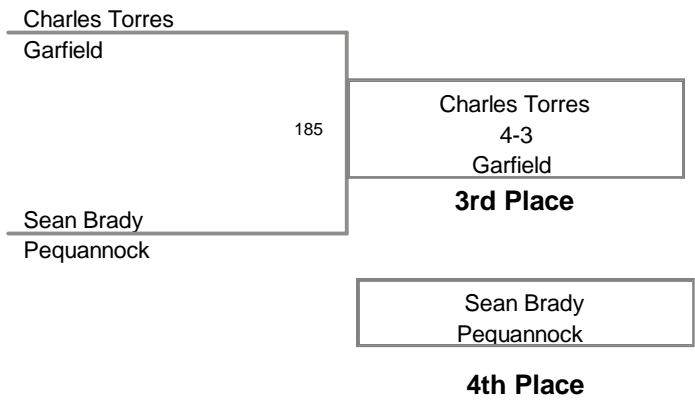 Charles Torres
Garfield
185
Charles Torres
4-3
Garfield
3rd Place
Sean Brady
Pequannock
Sean Brady
Pequannock
4th Place